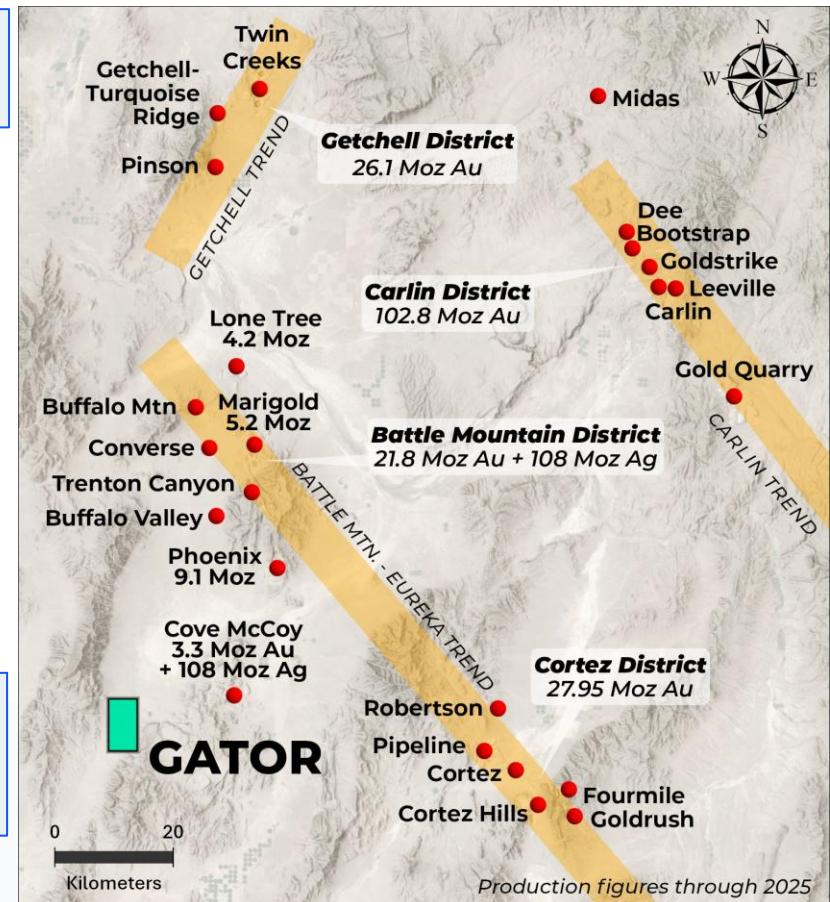 Twin
Creeks
Getchell-
Turquoise
Ridge
Pinson
GETCHELL TREND
Getchell District
26.1 Moz Au
Midas
N
W
E
S
Dee
Bootstrap
Goldstrike
Leeville
Carlin
Carlin District
102.8 Moz Au
Gold Quarry
CARLIN TREND
Lone Tree
4.2 Moz
Buffalo Mtn
Marigold
5.2 Moz
Converse
Battle Mountain District
21.8 Moz Au + 108 Moz Ag
Trenton Canyon
Buffalo Valley
BATTLE MTN. - EUREKA TREND
Phoenix
9.1 Moz
Cove McCoy
3.3 Moz Au
+ 108 Moz Ag
GATOR
Cortez District
27.95 Moz Au
Robertson
Pipeline
Cortez
Cortez Hills
Fourmile
Goldrush
0
20
Kilometers
Production figures through 2025